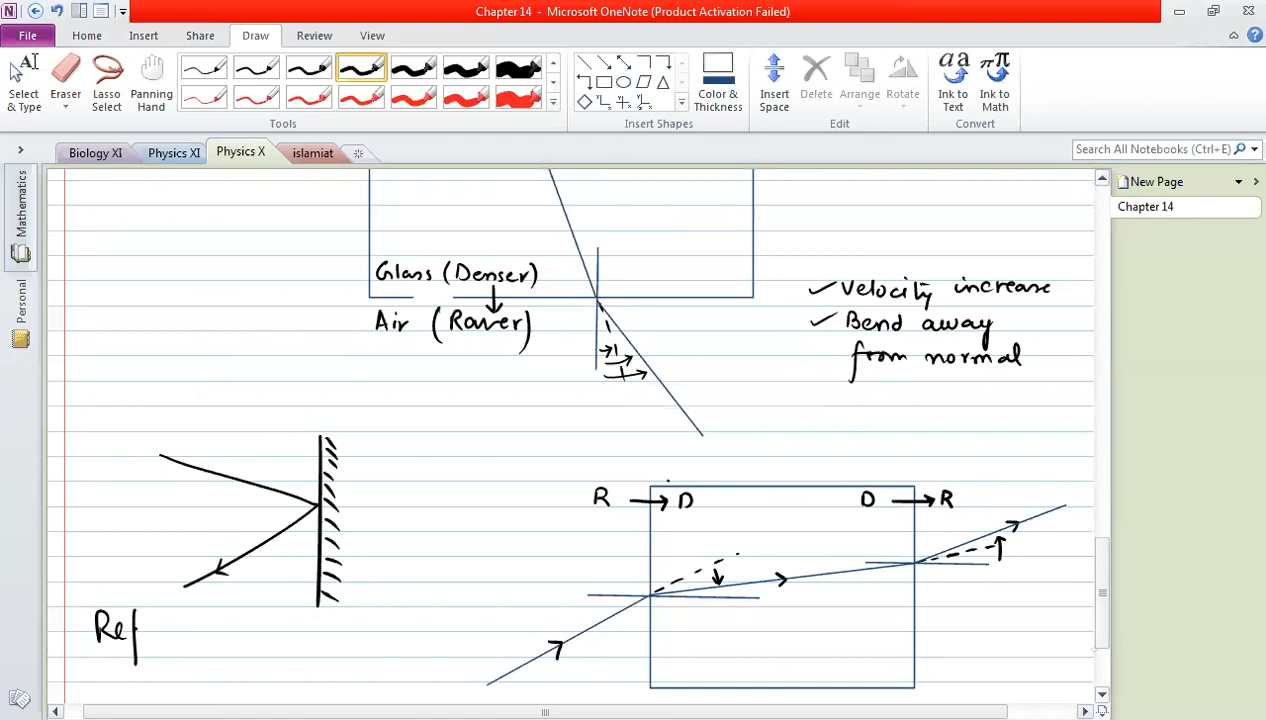 Chapter 14 - Microsoft OneNote (Product Activation Failed)
File Home Insert Share Draw Review View
Select & Type
Eraser
Lasso Select
Panning Hand
Color & Thickness
Insert Space
Delete
Arrange
Rotate
Ink to Text
Ink to Math
Tools
Insert Shapes
Edit
Convert
Biology XI
Physics XI
Physics X
islamiat
Search All Notebooks (Ctrl+E)
New Page
Chapter 14
Mathematics
Personal
Glass (Denser)
Air (Rarer)
Velocity increase
Bend away
from normal
R → D
D → R
Ref